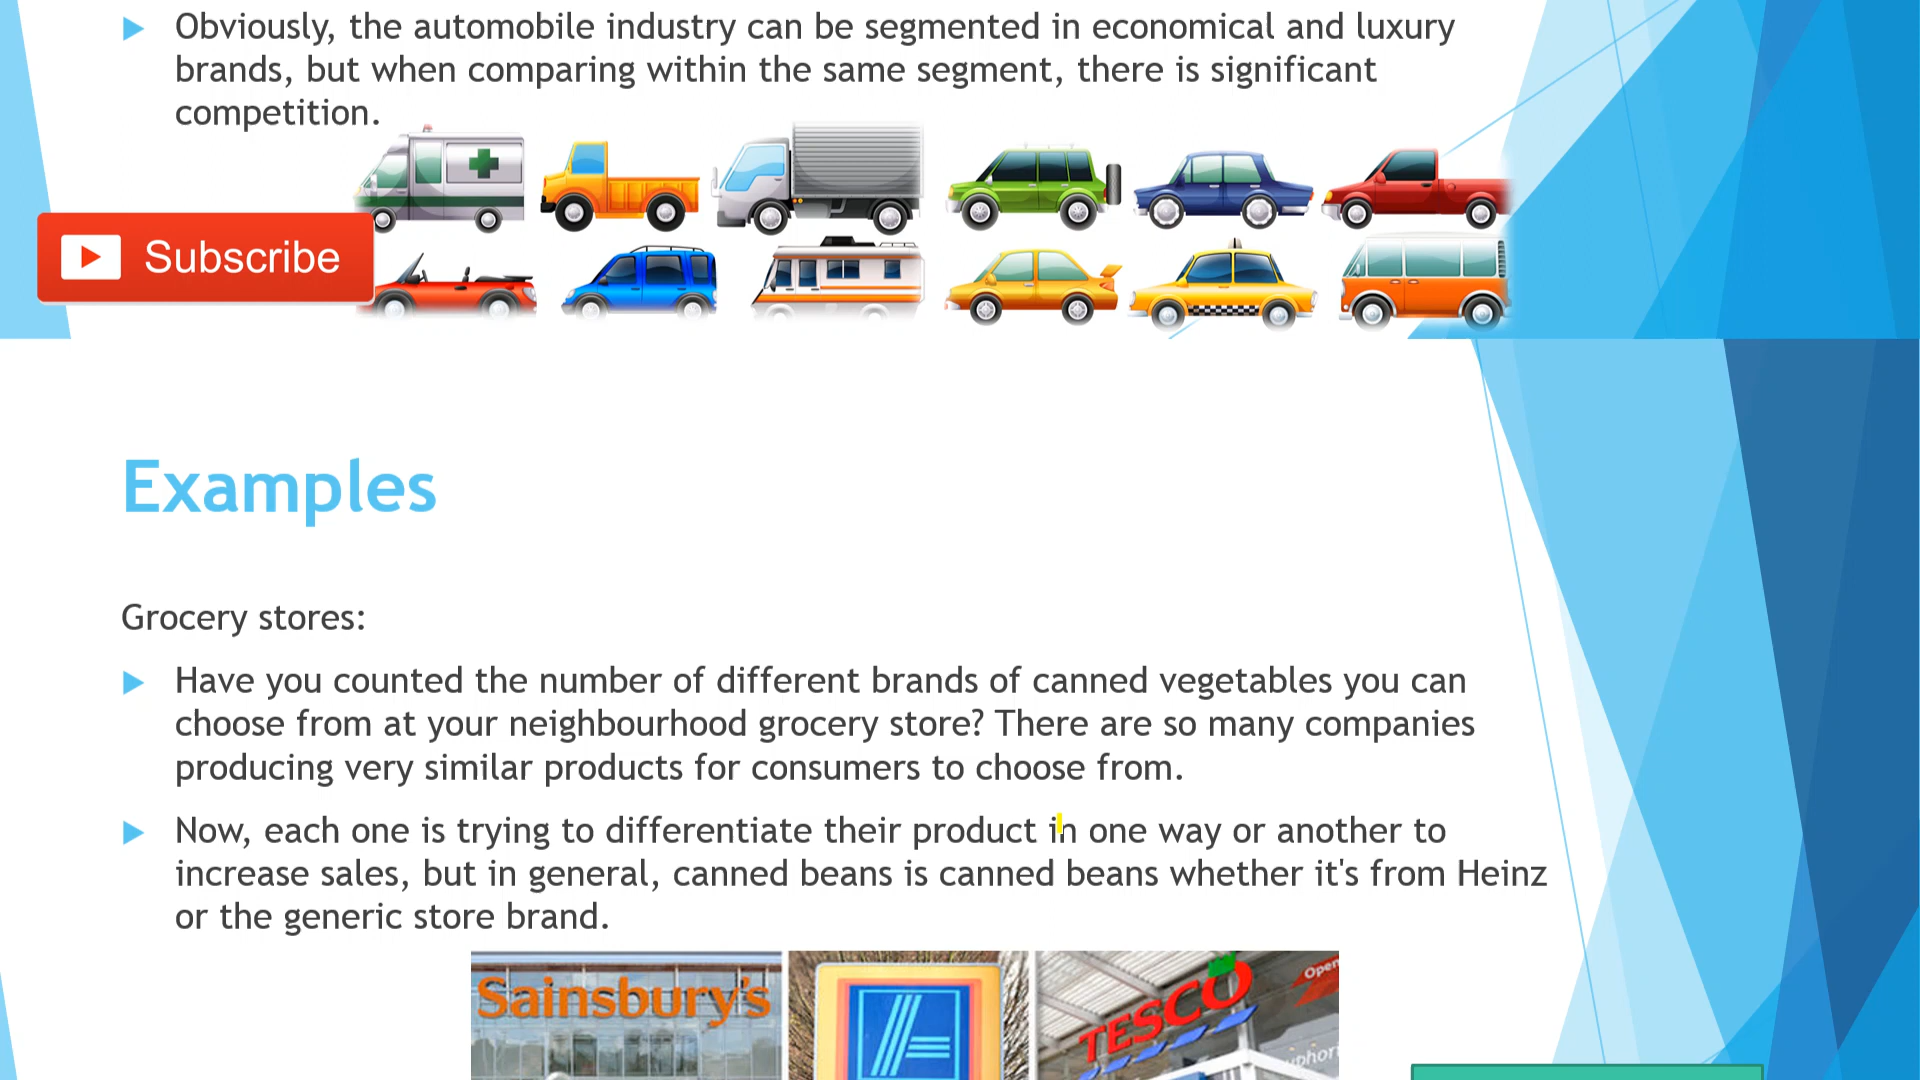 Obviously, the automobile industry can be segmented in economical and luxury
brands, but when comparing within the same segment, there is significant
competition.
Subscribe
Examples
Grocery stores:
Have you counted the number of different brands of canned vegetables you can
choose from at your neighbourhood grocery store? There are so many companies
producing very similar products for consumers to choose from.
Now, each one is trying to differentiate their product in one way or another to
increase sales, but in general, canned beans is canned beans whether it's from Heinz
or the generic store brand.
Sainsbury's
TESCO
Open